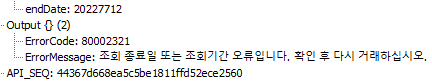 endDate: 20227712
Output {} (2)
ErrorCode: 80002321
ErrorMessage: 조회 종료일 또는 조회기간 오류입니다. 확인 후 다시 거래하십시오.
API_SEQ: 44367d668ea5c5be1811ffd52ece2560